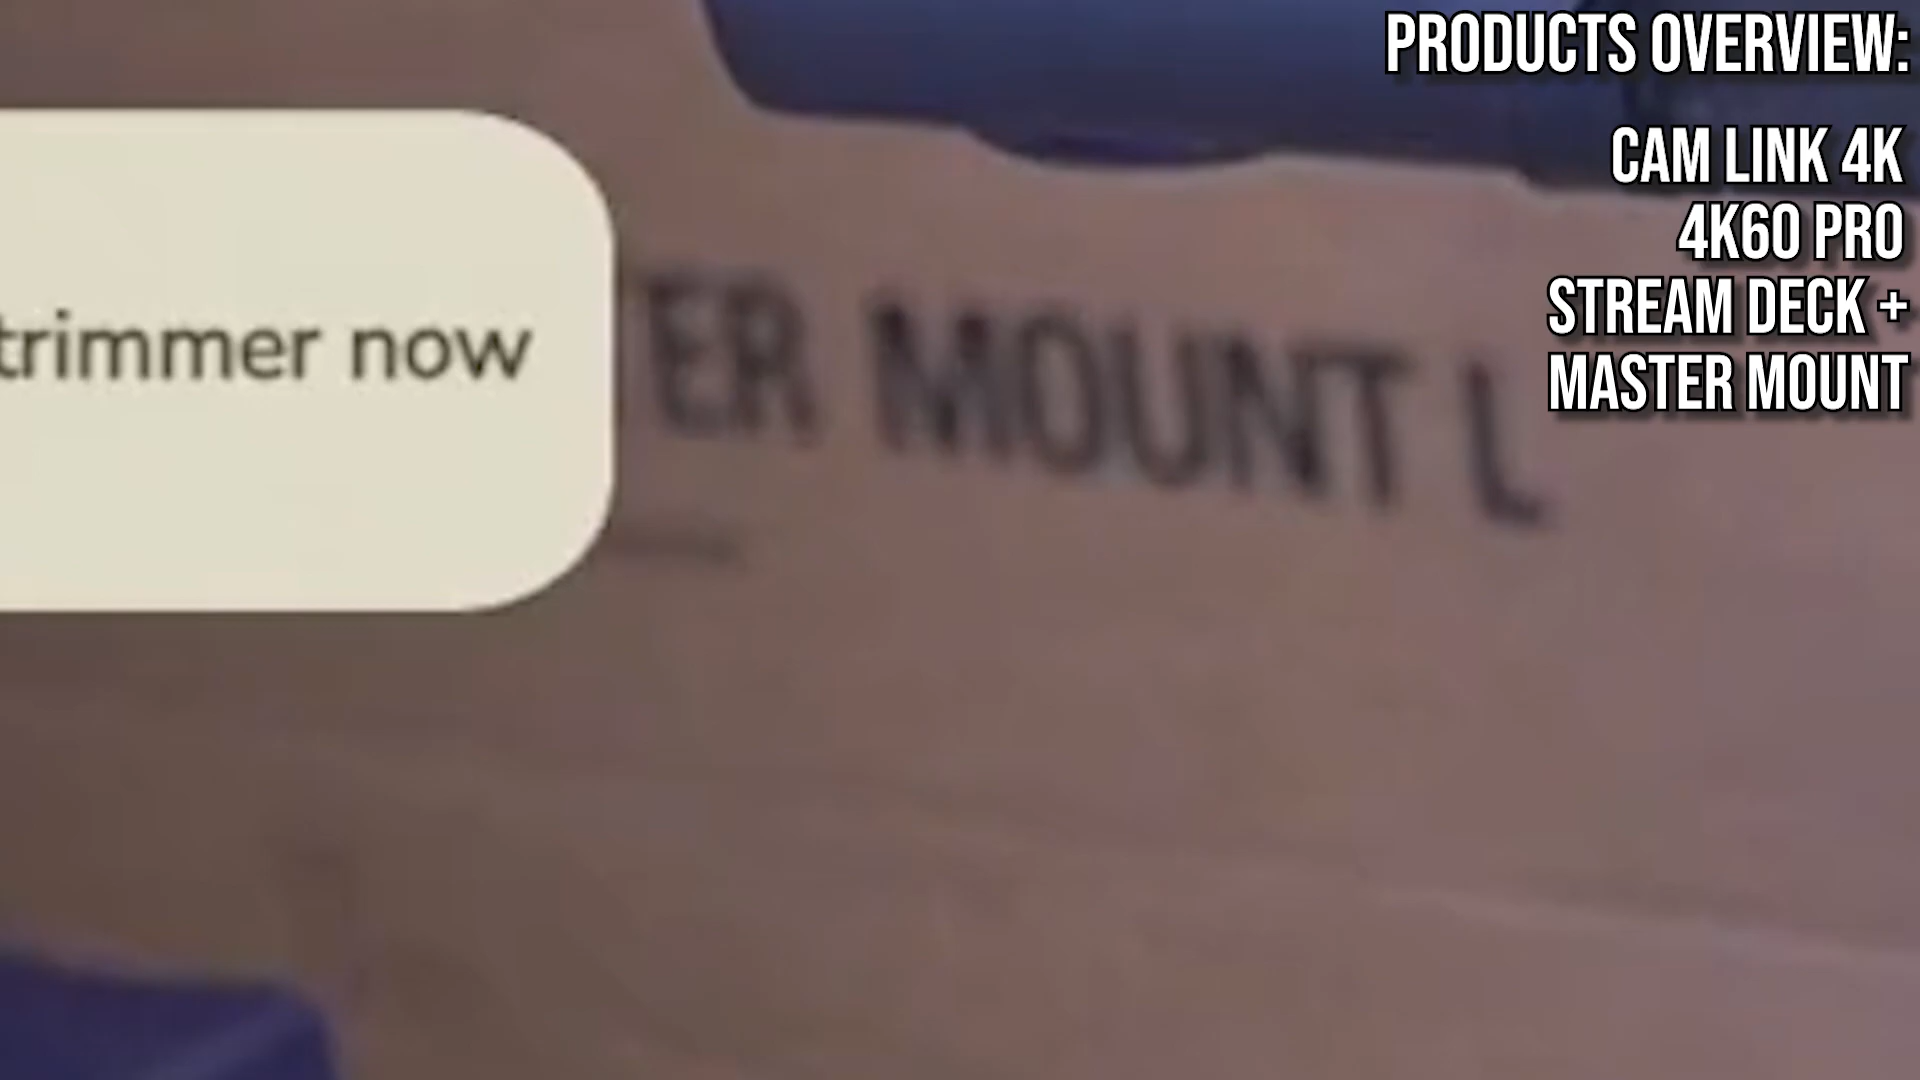 PRODUCTS OVERVIEW:
CAM LINK 4K
4K60 PRO
STREAM DECK +
MASTER MOUNT
trimmer now
ER MOUNT L